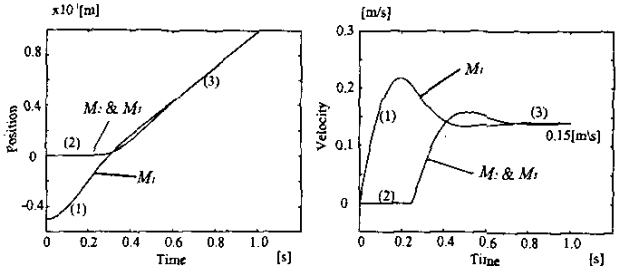 x10 [m]
0.8
0.4
0
-0.4
Position
(3)
(2)
M2 & M3
M1
(1)
0 0.2 0.4 0.6 0.8 1.0
Time [s]
[m/s]
0.3
0.2
0.1
0
Velocity
M1
(1)
(3)
0.15[m\s]
M2 & M3
(2)
0 0.2 0.4 0.6 0.8 1.0
Time [s]